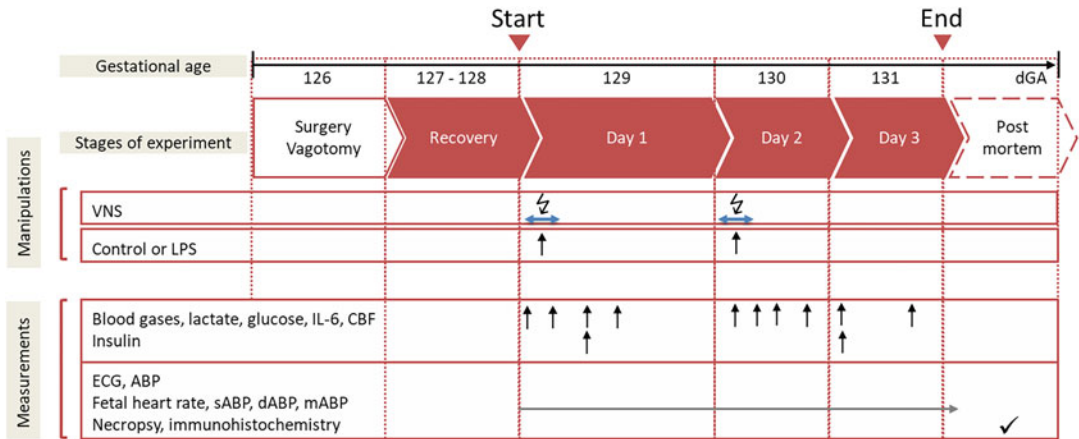 Start
End
Gestational age
126
127 - 128
129
130
131
dGA
Stages of experiment
Surgery
Vagotomy
Recovery
Day 1
Day 2
Day 3
Post
mortem
Manipulations
VNS
Control or LPS
Measurements
Blood gases, lactate, glucose, IL-6, CBF
Insulin
ECG, ABP
Fetal heart rate, sABP, dABP, mABP
Necropsy, immunohistochemistry